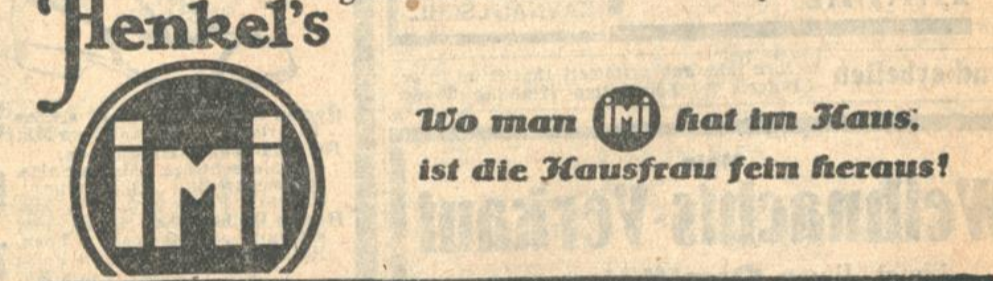 Henkel's
iMi
Wo man iMi hat im Haus,
ist die Hausfrau fein heraus!